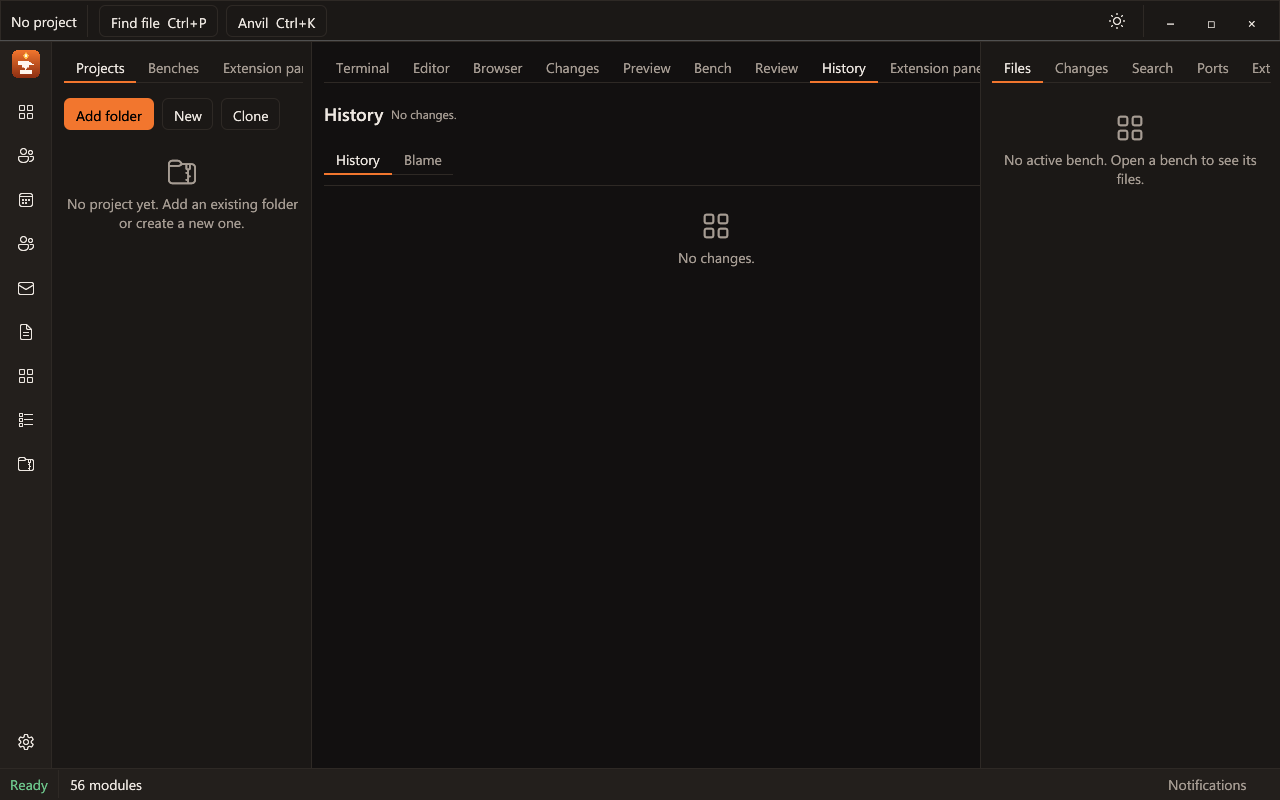 No project
Find file Ctrl+P
Anvil Ctrl+K
Projects Benches Extension par
Add folder New Clone
No project yet. Add an existing folder
or create a new one.
Terminal Editor Browser Changes Preview Bench Review History Extension pane
History No changes.
History Blame
No changes.
Files Changes Search Ports Ext
No active bench. Open a bench to see its
files.
Ready 56 modules
Notifications